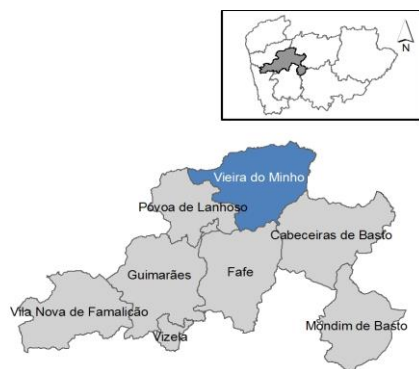 N
Vieira do Minho
Póvoa de Lanhoso
Cabeceiras de Basto
Guimarães
Fafe
Vila Nova de Famalicão
Vizela
Mondim de Basto